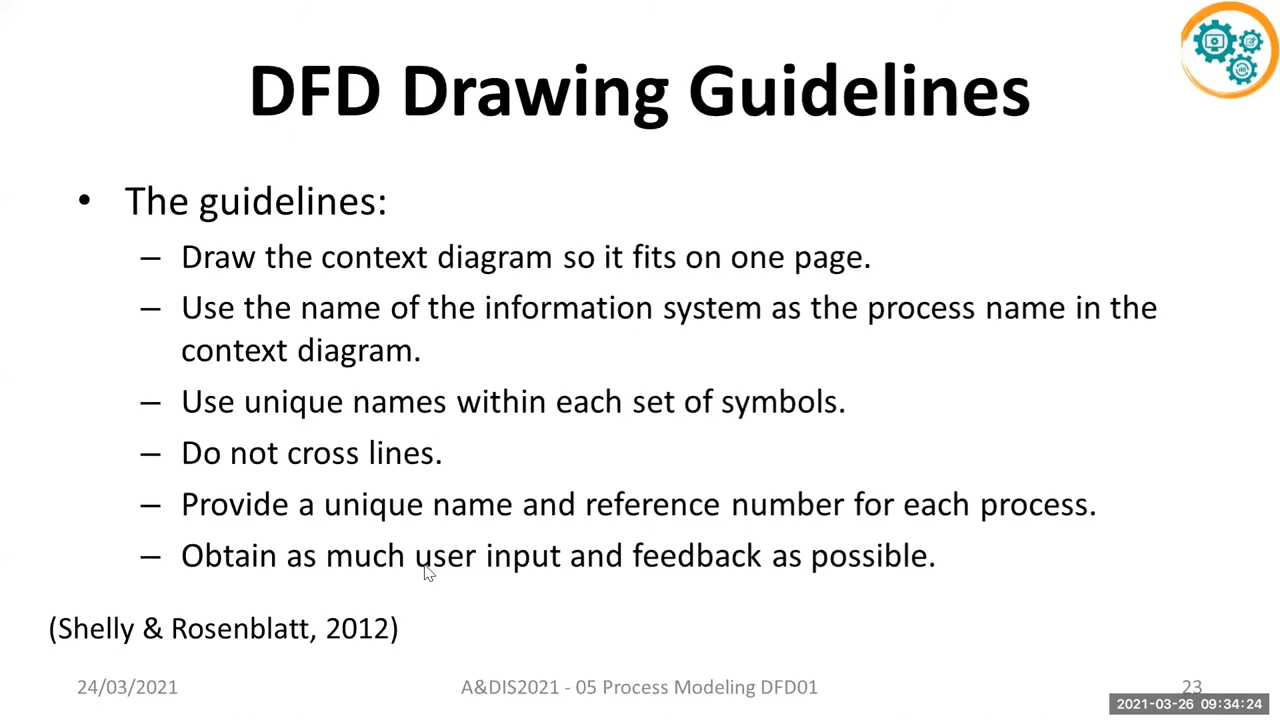 DFD Drawing Guidelines
• The guidelines:
– Draw the context diagram so it fits on one page.
– Use the name of the information system as the process name in the
context diagram.
– Use unique names within each set of symbols.
– Do not cross lines.
– Provide a unique name and reference number for each process.
– Obtain as much user input and feedback as possible.
(Shelly & Rosenblatt, 2012)
24/03/2021
A&DIS2021 - 05 Process Modeling DFD01
23
2021-03-26 09:34:24